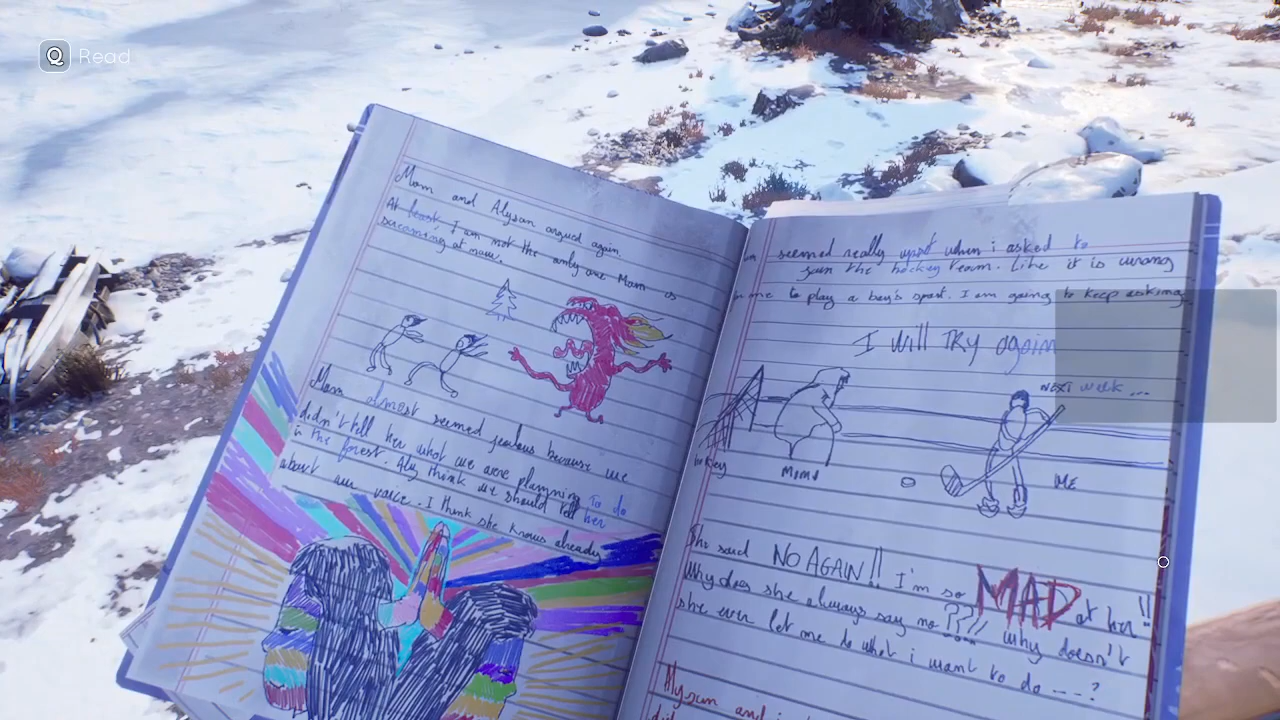 Q Read
Mom and Alyson argued again.
At least I am not the only one Mom is
screaming at now.
Mom almost seemed jealous because we
didn't tell her what we were planning to do
in the forest. Aly think we should tell her
about our voice. I think she knows already
seemed really upset when i asked to
join the hockey team. Like it is wrong
me to play a boy's sport. I am going to keep asking
I will TRY again
NEXT week...
MOM
ME
She said NO AGAIN!! I'm so MAD at her!!
Why does she always say no???, why doesn't
she ever let me do what i want to do ---?
Alyson and